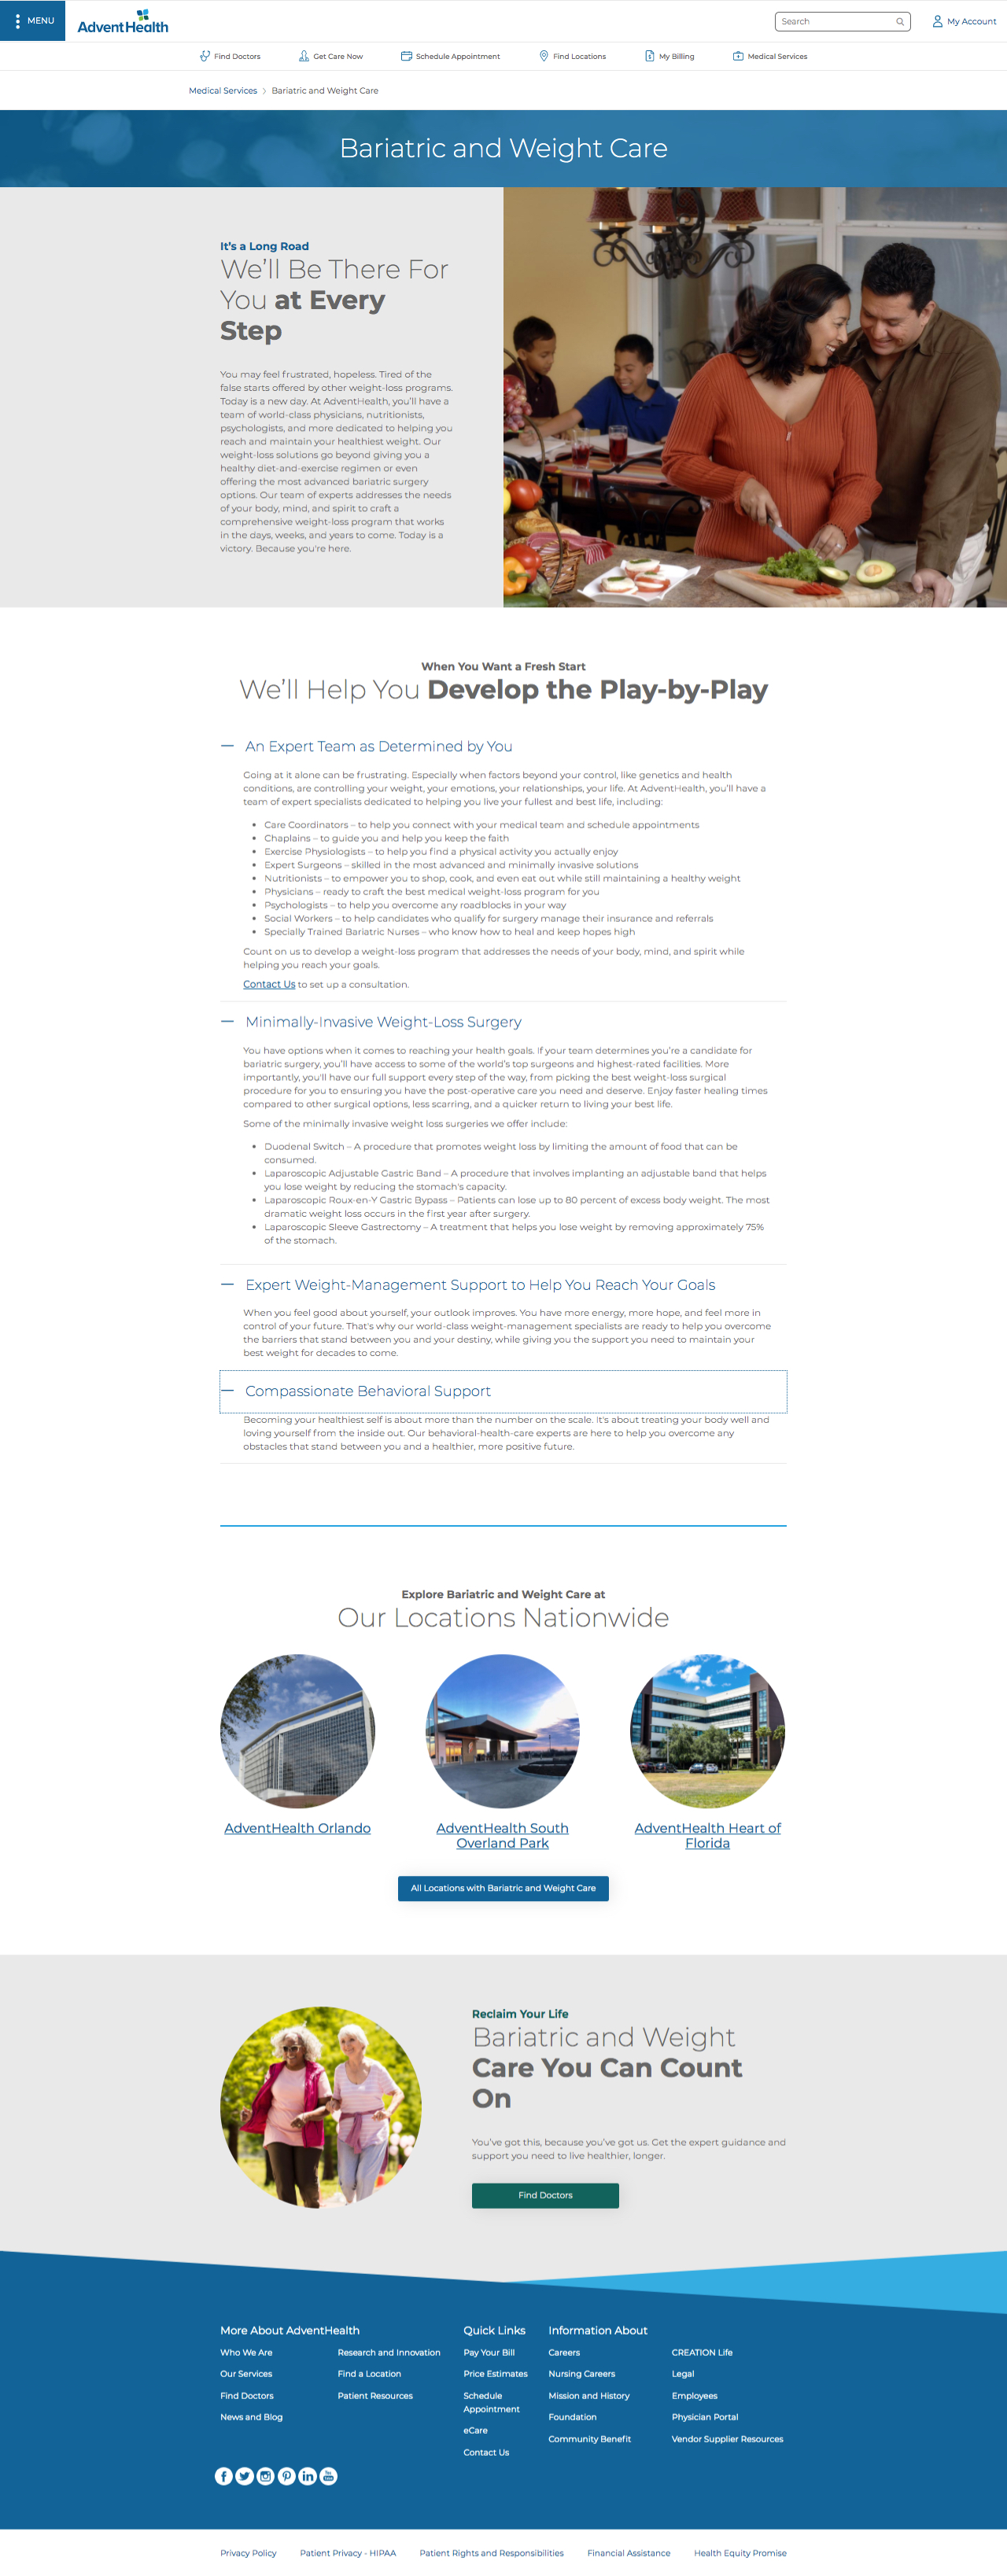 MENU
AdventHealth
Search
My Account
Find Doctors
Get Care Now
Schedule Appointment
Find Locations
My Billing
Medical Services
Medical Services > Bariatric and Weight Care
Bariatric and Weight Care
It's a Long Road
We'll Be There For
You at Every
Step
You may feel frustrated, hopeless. Tired of the
false starts offered by other weight-loss programs.
Today is a new day. At AdventHealth, you'll have a
team of world-class physicians, nutritionists,
psychologists, and more dedicated to helping you
reach and maintain your healthiest weight. Our
weight-loss solutions go beyond giving you a
healthy diet-and-exercise regimen or even
offering the most advanced bariatric surgery
options. Our team of experts addresses the needs
of your body, mind, and spirit to craft a
comprehensive weight-loss program that works
in the days, weeks, and years to come. Today is a
victory. Because you're here.
When You Want a Fresh Start
We'll Help You Develop the Play-by-Play
An Expert Team as Determined by You
Going at it alone can be frustrating. Especially when factors beyond your control, like genetics and health
conditions, are controlling your weight, your emotions, your relationships, your life. At AdventHealth, you'll have a
team of expert specialists dedicated to helping you live your fullest and best life, including:
• Care Coordinators – to help you connect with your medical team and schedule appointments
• Chaplains – to guide you and help you keep the faith
• Exercise Physiologists – to help you find a physical activity you actually enjoy
• Expert Surgeons – skilled in the most advanced and minimally invasive solutions
• Nutritionists – to empower you to shop, cook, and even eat out while still maintaining a healthy weight
• Physicians – ready to craft the best medical weight-loss program for you
• Psychologists – to help you overcome any roadblocks in your way
• Social Workers – to help candidates who qualify for surgery manage their insurance and referrals
• Specially Trained Bariatric Nurses – who know how to heal and keep hopes high
Count on us to develop a weight-loss program that addresses the needs of your body, mind, and spirit while
helping you reach your goals.
Contact Us to set up a consultation.
Minimally-Invasive Weight-Loss Surgery
You have options when it comes to reaching your health goals. If your team determines you're a candidate for
bariatric surgery, you'll have access to some of the world's top surgeons and highest-rated facilities. More
importantly, you'll have our full support every step of the way, from picking the best weight-loss surgical
procedure for you to ensuring you have the post-operative care you need and deserve. Enjoy faster healing times
compared to other surgical options, less scarring, and a quicker return to living your best life.
Some of the minimally invasive weight loss surgeries we offer include:
• Duodenal Switch – A procedure that promotes weight loss by limiting the amount of food that can be
consumed.
• Laparoscopic Adjustable Gastric Band – A procedure that involves implanting an adjustable band that helps
you lose weight by reducing the stomach's capacity.
• Laparoscopic Roux-en-Y Gastric Bypass – Patients can lose up to 80 percent of excess body weight. The most
dramatic weight loss occurs in the first year after surgery.
• Laparoscopic Sleeve Gastrectomy – A treatment that helps you lose weight by removing approximately 75%
of the stomach.
Expert Weight-Management Support to Help You Reach Your Goals
When you feel good about yourself, your outlook improves. You have more energy, more hope, and feel more in
control of your future. That's why our world-class weight-management specialists are ready to help you overcome
the barriers that stand between you and your destiny, while giving you the support you need to maintain your
best weight for decades to come.
Compassionate Behavioral Support
Becoming your healthiest self is about more than the number on the scale. It's about treating your body well and
loving yourself from the inside out. Our behavioral-health-care experts are here to help you overcome any
obstacles that stand between you and a healthier, more positive future.
Explore Bariatric and Weight Care at
Our Locations Nationwide
AdventHealth Orlando
AdventHealth South
Overland Park
AdventHealth Heart of
Florida
All Locations with Bariatric and Weight Care
Reclaim Your Life
Bariatric and Weight
Care You Can Count
On
You've got this, because you've got us. Get the expert guidance and
support you need to live healthier, longer.
Find Doctors
More About AdventHealth
Who We Are
Our Services
Find Doctors
News and Blog
Research and Innovation
Find a Location
Patient Resources
Quick Links
Pay Your Bill
Price Estimates
Schedule
Appointment
eCare
Contact Us
Information About
Careers
Nursing Careers
Mission and History
Foundation
Community Benefit
CREATION Life
Legal
Employees
Physician Portal
Vendor Supplier Resources
Privacy Policy
Patient Privacy - HIPAA
Patient Rights and Responsibilities
Financial Assistance
Health Equity Promise